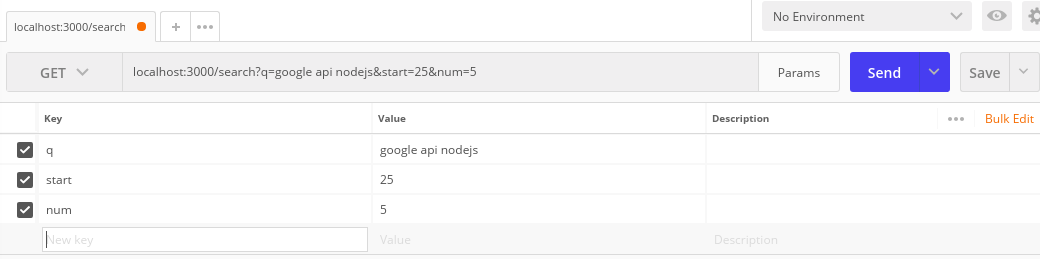 localhost:3000/search
+
•••
No Environment
GET
localhost:3000/search?q=google api nodejs&start=25&num=5
Params
Send
Save
Key Value Description ••• Bulk Edit
q google api nodejs
start 25
num 5
New key Value Description